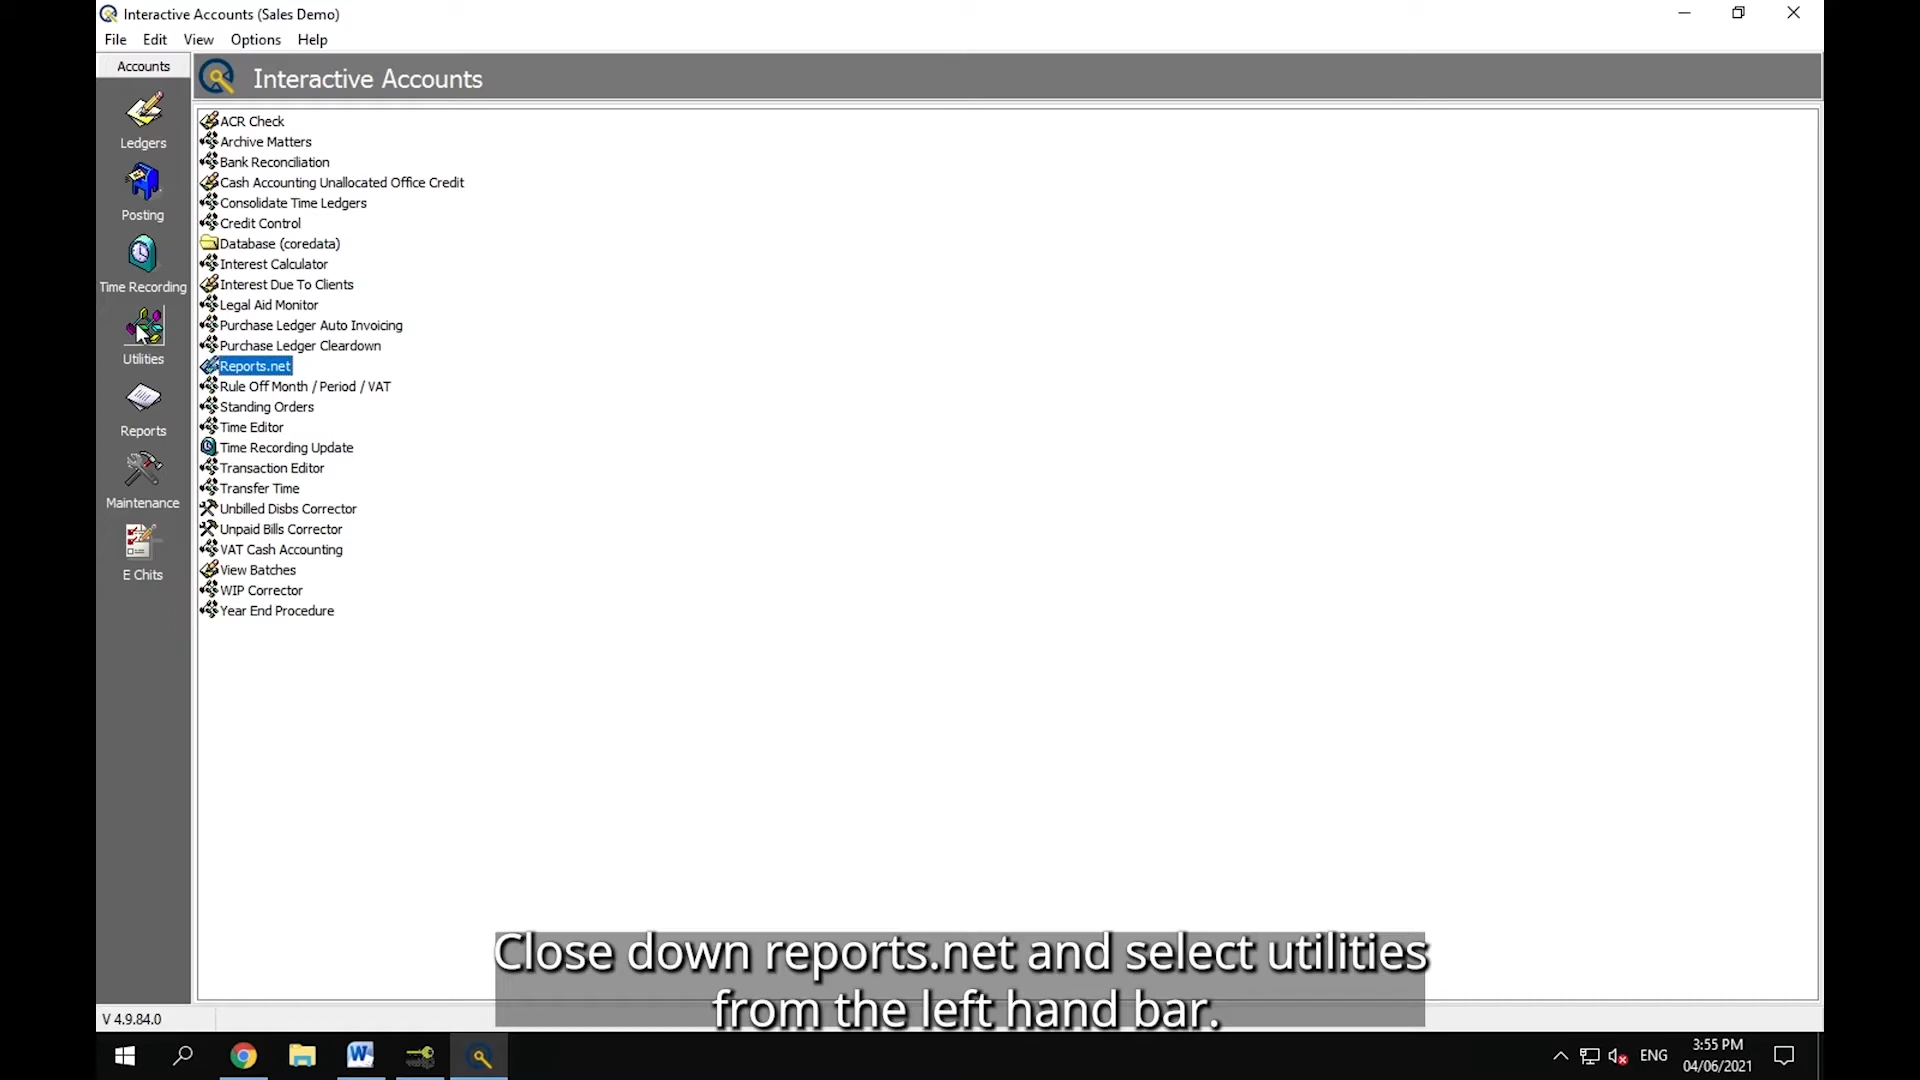 Interactive Accounts (Sales Demo)
File Edit View Options Help
Accounts
Interactive Accounts
Ledgers
Posting
Time Recording
Utilities
Reports
Maintenance
E Chits
ACR Check
Archive Matters
Bank Reconciliation
Cash Accounting Unallocated Office Credit
Consolidate Time Ledgers
Credit Control
Database (coredata)
Interest Calculator
Interest Due To Clients
Legal Aid Monitor
Purchase Ledger Auto Invoicing
Purchase Ledger Cleardown
Reports.net
Rule Off Month / Period / VAT
Standing Orders
Time Editor
Time Recording Update
Transaction Editor
Transfer Time
Unbilled Disbs Corrector
Unpaid Bills Corrector
VAT Cash Accounting
View Batches
WIP Corrector
Year End Procedure
Close down reports.net and select utilities
from the left hand bar.
V 4.9.84.0
ENG
3:55 PM
04/06/2021